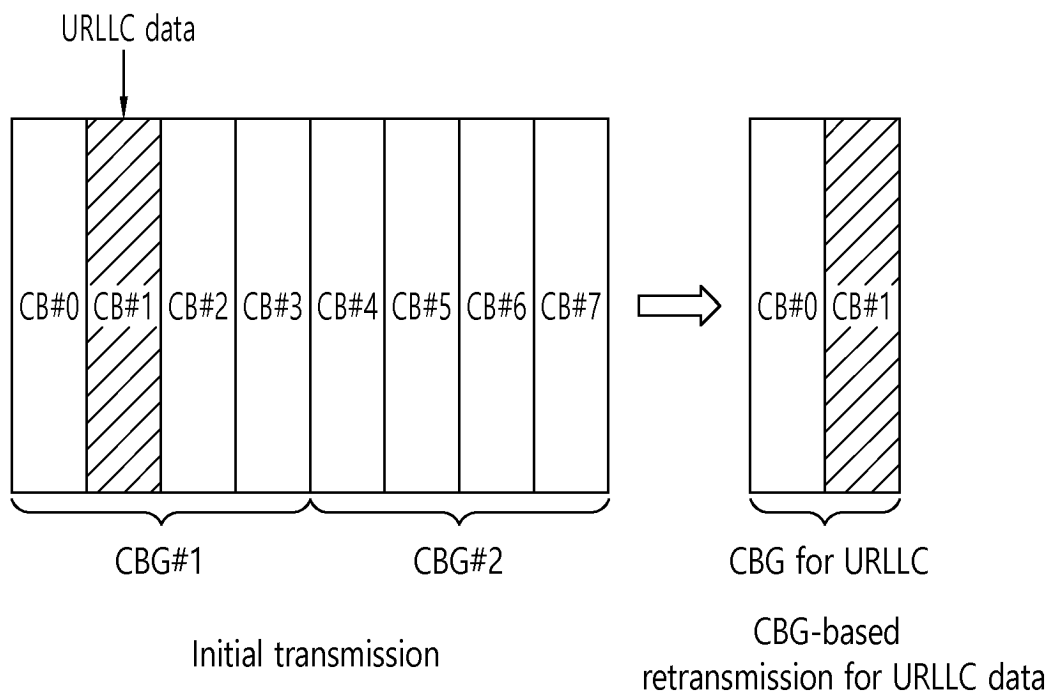 URLLC data
CB#0 CB#1 CB#2 CB#3 CB#4 CB#5 CB#6 CB#7 CB#0 CB#1
CBG#1 CBG#2 CBG for URLLC
Initial transmission
CBG-based
retransmission for URLLC data